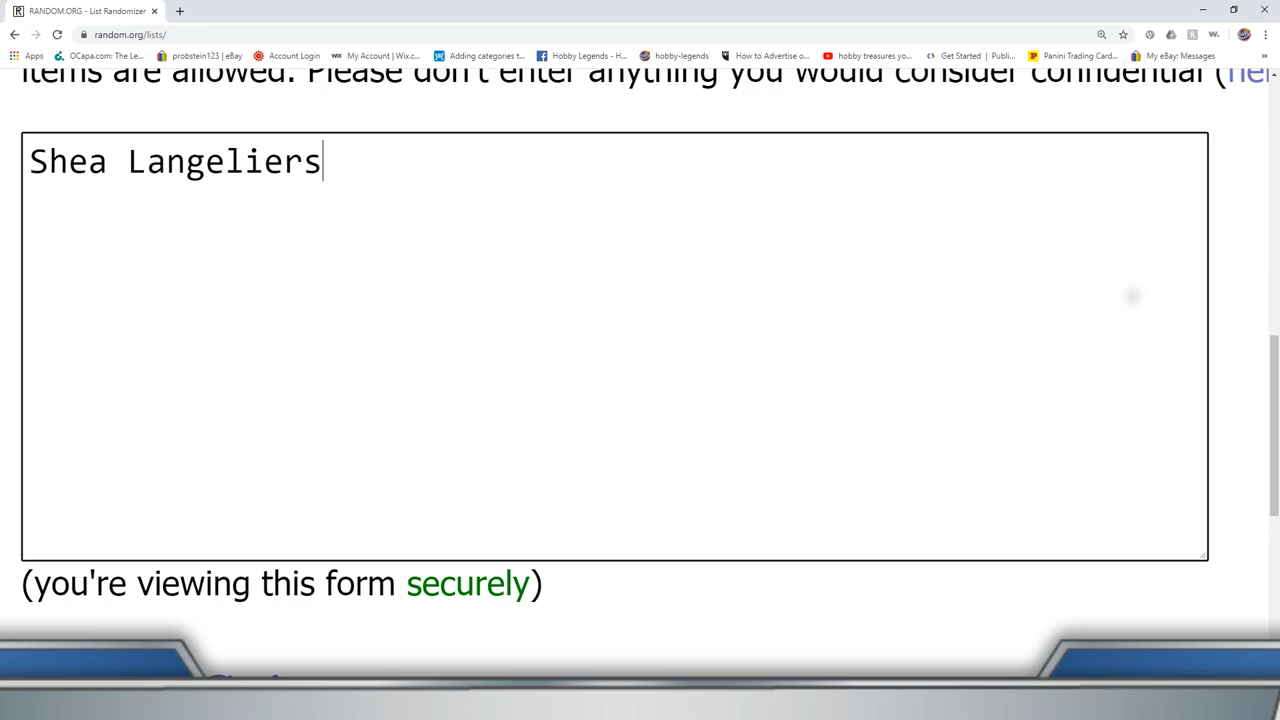 RANDOM.ORG - List Randomizer
random.org/lists/
Apps
OCapa.com: The Le...
probstein123 | eBay
Account Login
My Account | Wix.c...
Adding categories t...
Hobby Legends - W...
hobby-legends
How to Advertise o...
hobby treasures yo...
Get Started | Publi...
Panini Trading Card...
My eBay: Messages
items are allowed. Please don't enter anything you would consider confidential (
Shea Langeliers
(you're viewing this form securely)